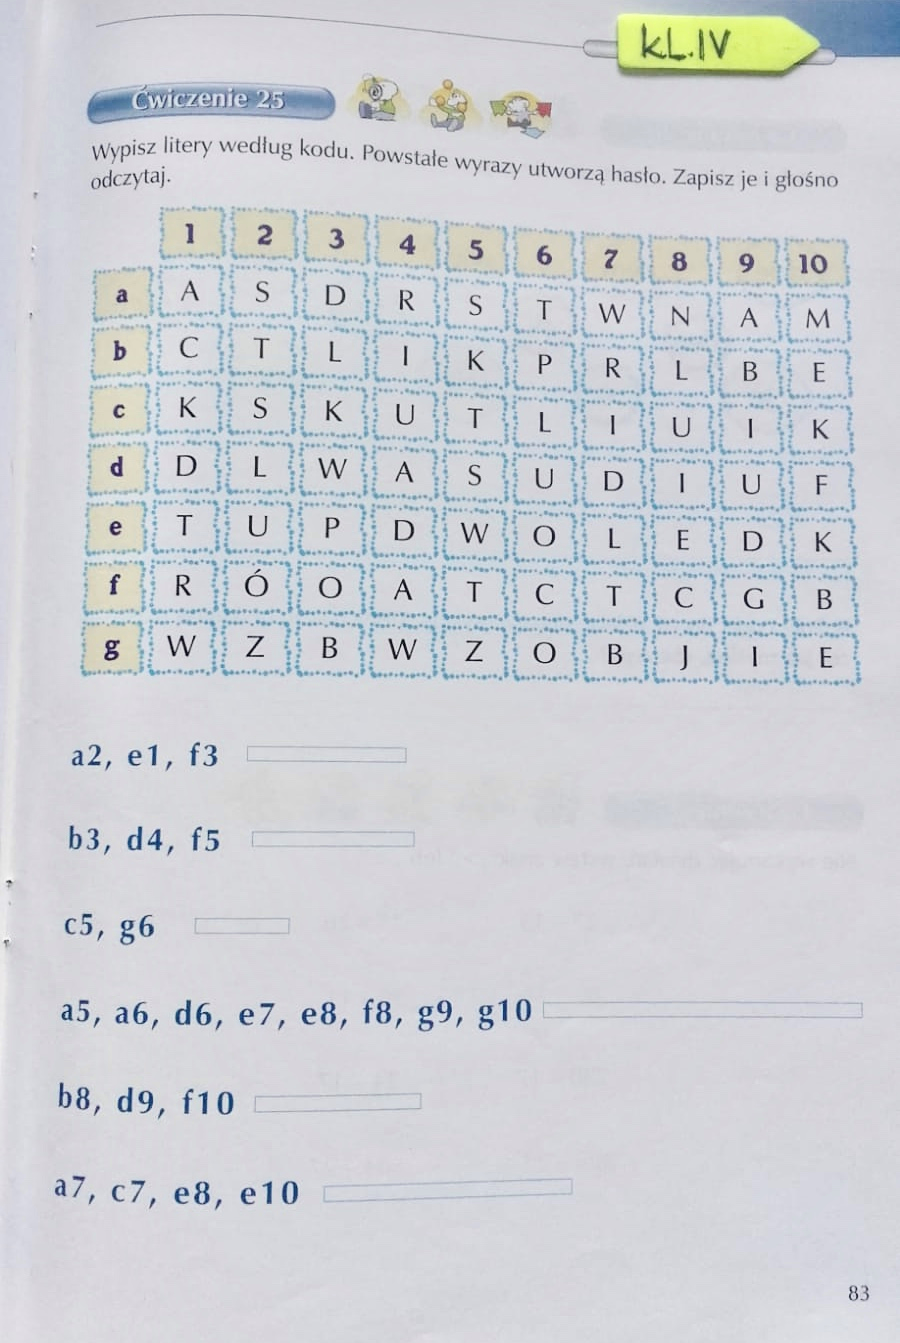 kL.IV
Ćwiczenie 25
Wypisz litery według kodu. Powstałe wyrazy utworzą hasło. Zapisz je i głośno
odczytaj.
1 2 3 4 5 6 7 8 9 10
a A S D R S T W N A M
b C T L I K P R L B E
c K S K U T L I U I K
d D L W A S U D I U F
e T U P D W O L E D K
f R Ó O A T C T C G B
g W Z B W Z O B J I E
a2, e1, f3
b3, d4, f5
c5, g6
a5, a6, d6, e7, e8, f8, g9, g10
b8, d9, f10
a7, c7, e8, e10
83